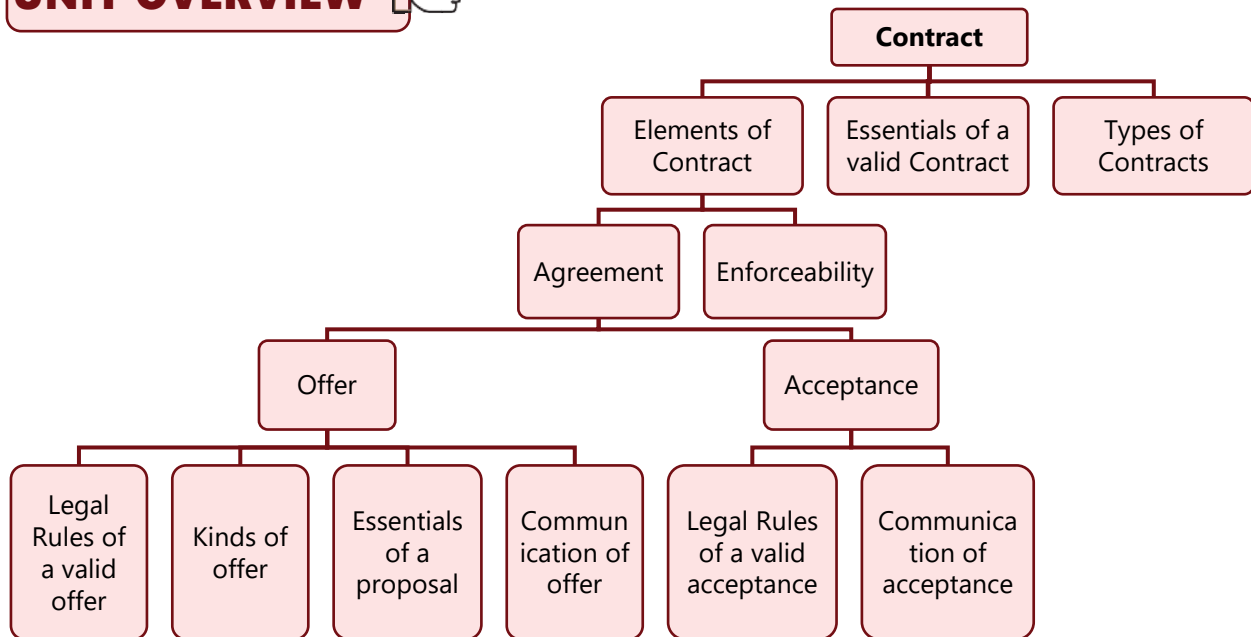 UNIT OVERVIEW
Contract
Elements of
Contract
Essentials of a
valid Contract
Types of
Contracts
Agreement
Enforceability
Offer
Acceptance
Legal
Rules of
a valid
offer
Kinds of
offer
Essentials
of a
proposal
Commun
ication of
offer
Legal Rules
of a valid
acceptance
Communica
tion of
acceptance